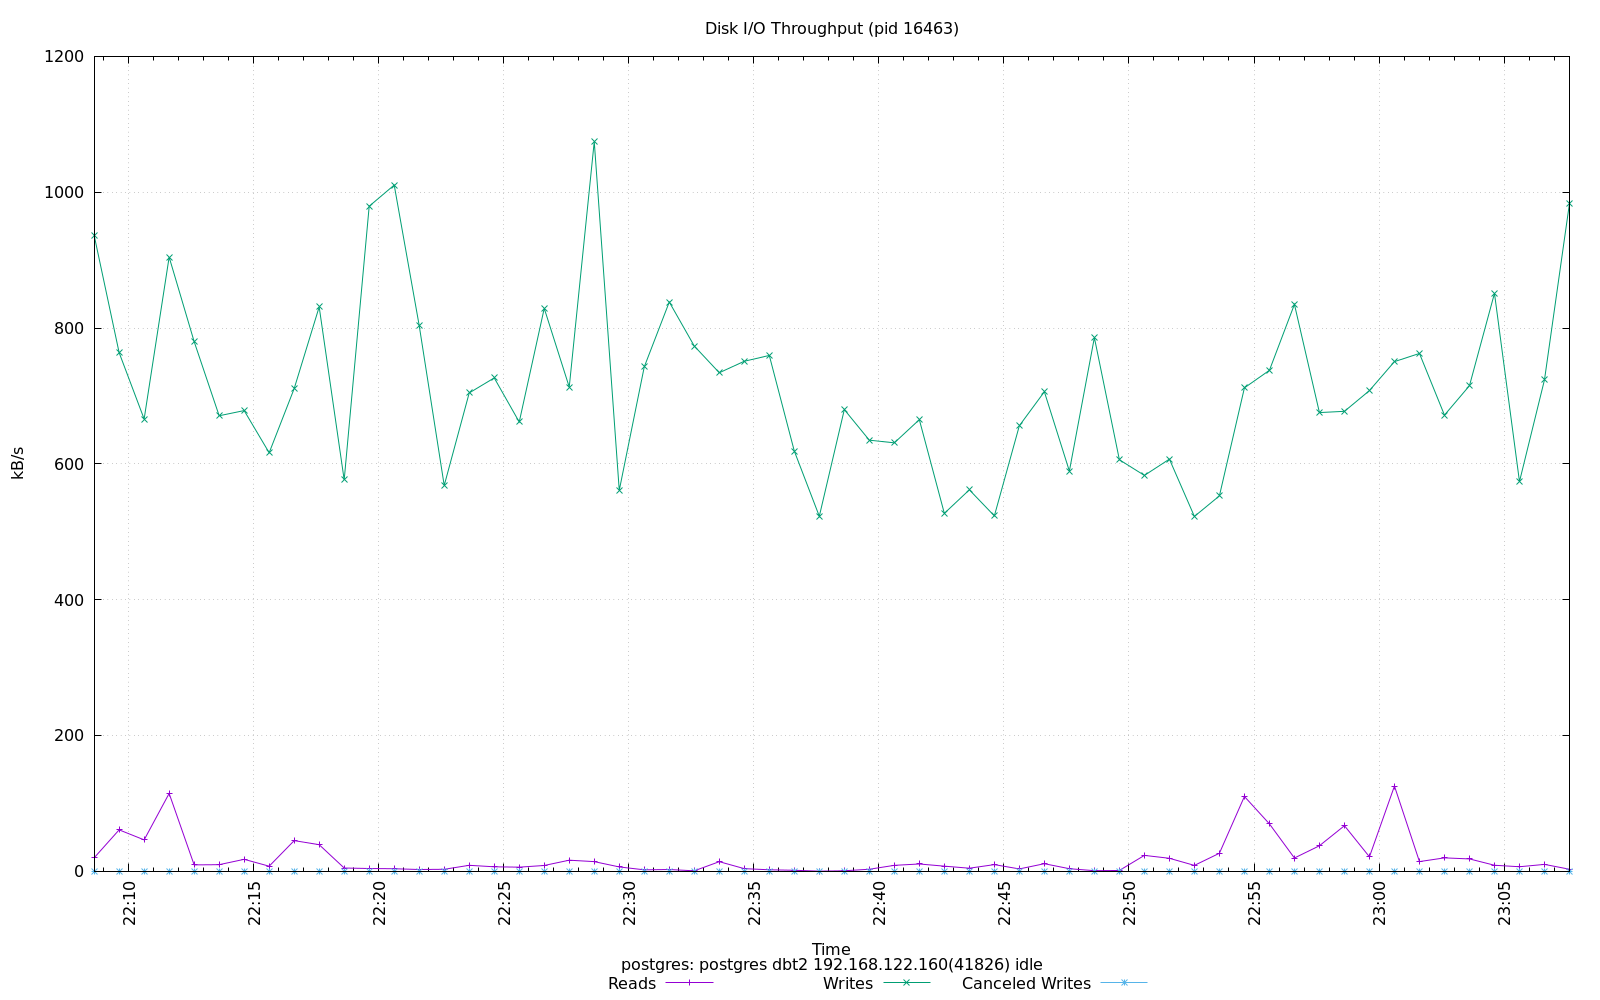 Disk I/O Throughput (pid 16463)
1200
1000
800
600
400
200
0
kB/s
22:10 22:15 22:20 22:25 22:30 22:35 22:40 22:45 22:50 22:55 23:00 23:05
Time
postgres: postgres dbt2 192.168.122.160(41826) idle
Reads Writes Canceled Writes